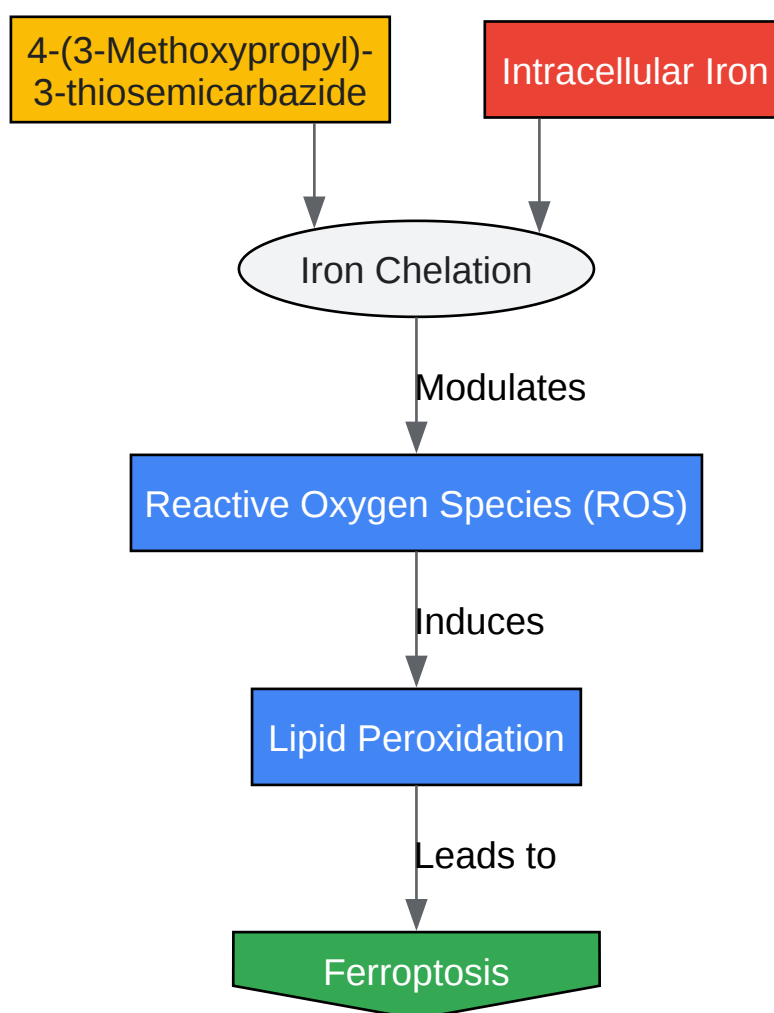 4-(3-Methoxypropyl)-
3-thiosemicarbazide
Intracellular Iron
Iron Chelation
Modulates
Reactive Oxygen Species (ROS)
Induces
Lipid Peroxidation
Leads to
Ferroptosis